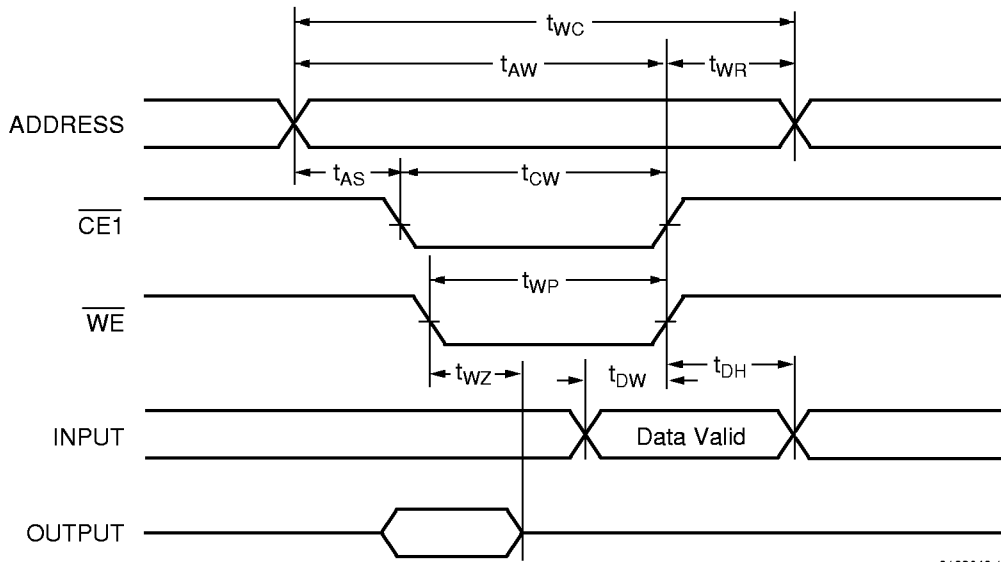 tWC
tAW tWR
ADDRESS
tAS tCW
CE1
tWP
WE
tWZ tDW tDH
INPUT Data Valid
OUTPUT